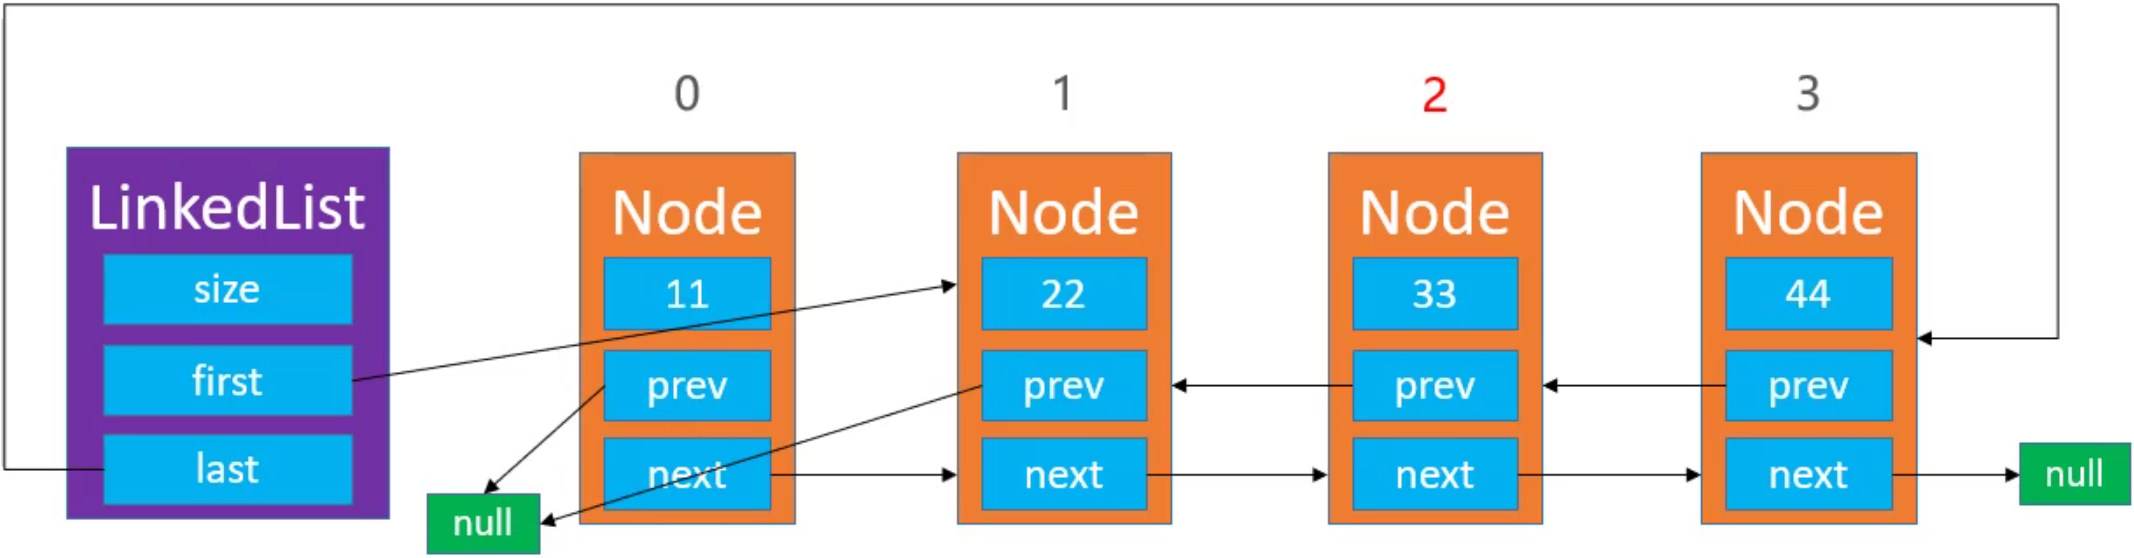 0
1
2
3
LinkedList
size
first
last
Node
11
prev
next
Node
22
prev
next
Node
33
prev
next
Node
44
prev
next
null
null